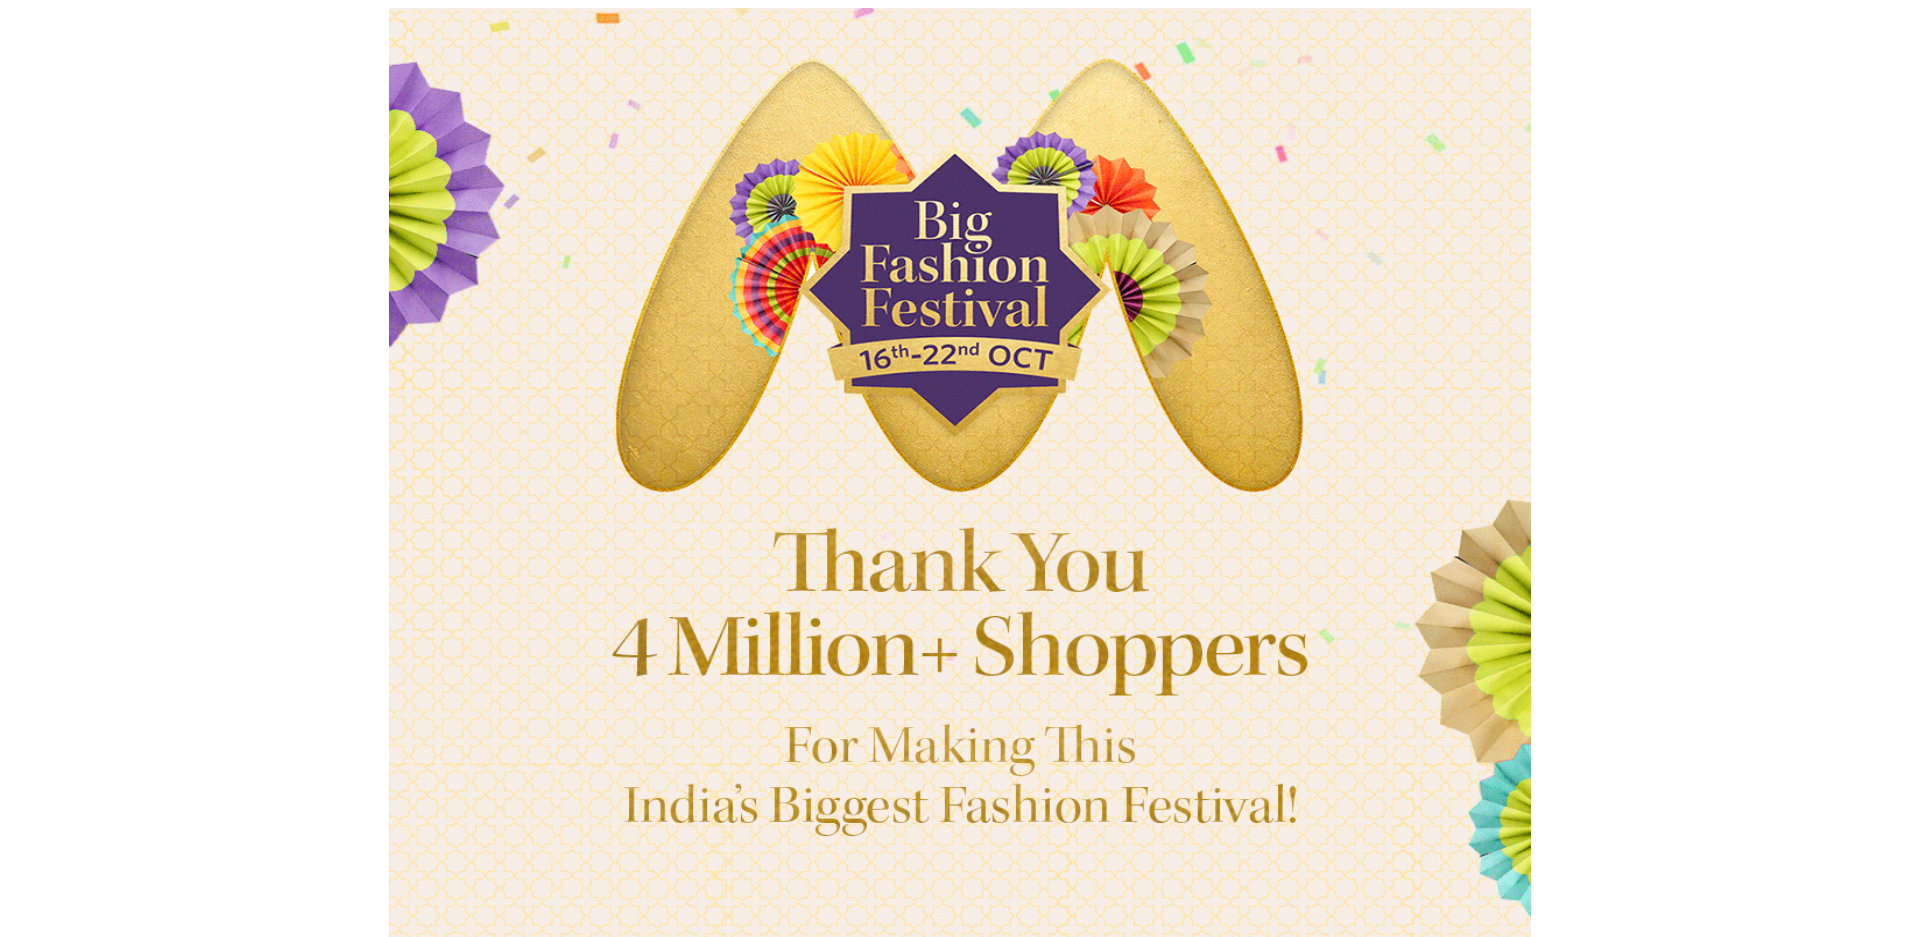 Big
Fashion
Festival
16th-22nd OCT
Thank You
4 Million+ Shoppers
For Making This
India's Biggest Fashion Festival!